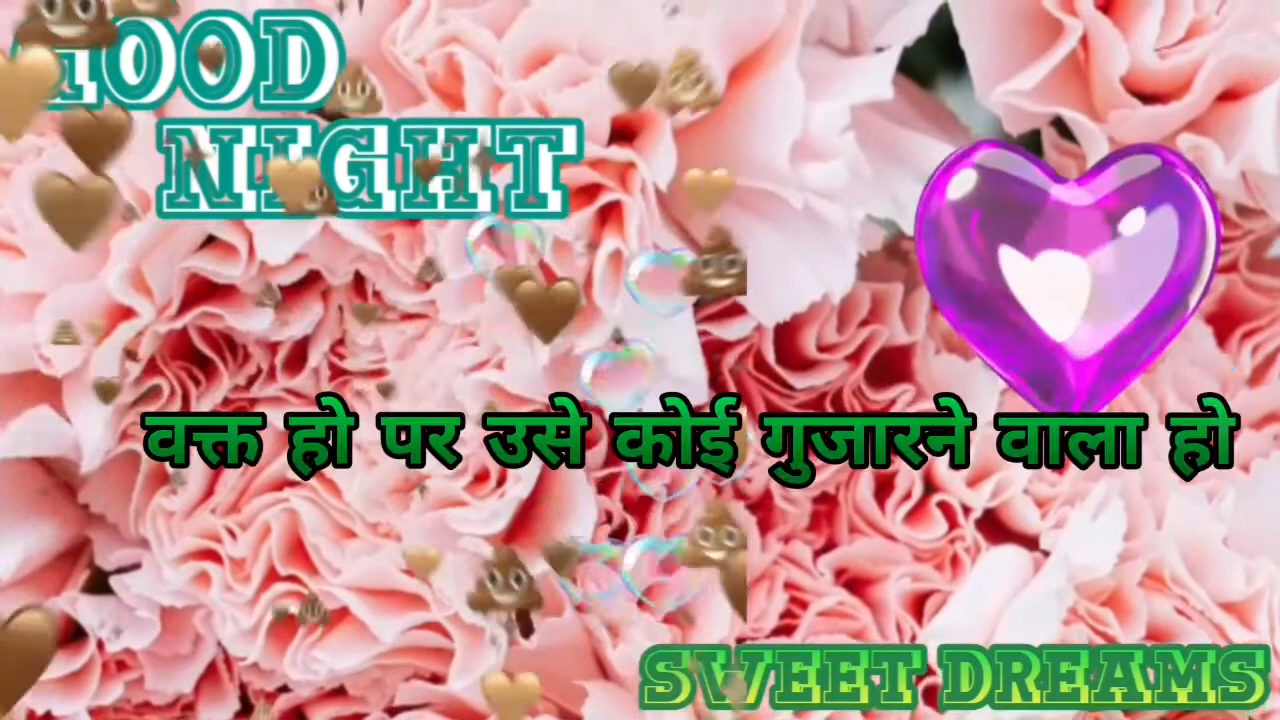 GOOD
NIGHT
वक्त हो पर उसे कोई गुजारने वाला हो
SWEET DREAMS